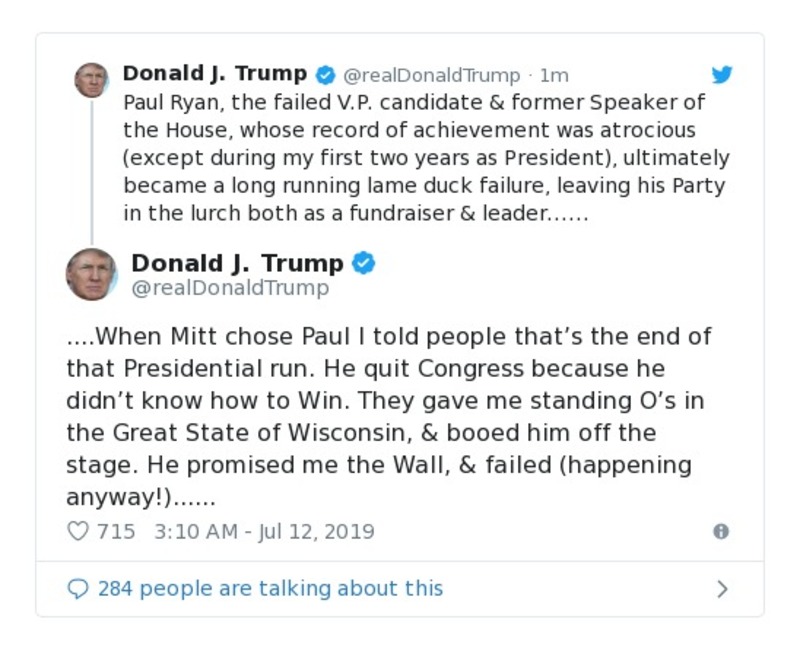 Donald J. Trump @realDonaldTrump · 1m
Paul Ryan, the failed V.P. candidate & former Speaker of
the House, whose record of achievement was atrocious
(except during my first two years as President), ultimately
became a long running lame duck failure, leaving his Party
in the lurch both as a fundraiser & leader......
Donald J. Trump
@realDonaldTrump
....When Mitt chose Paul I told people that’s the end of
that Presidential run. He quit Congress because he
didn’t know how to Win. They gave me standing O’s in
the Great State of Wisconsin, & booed him off the
stage. He promised me the Wall, & failed (happening
anyway!)......
715 3:10 AM - Jul 12, 2019
284 people are talking about this